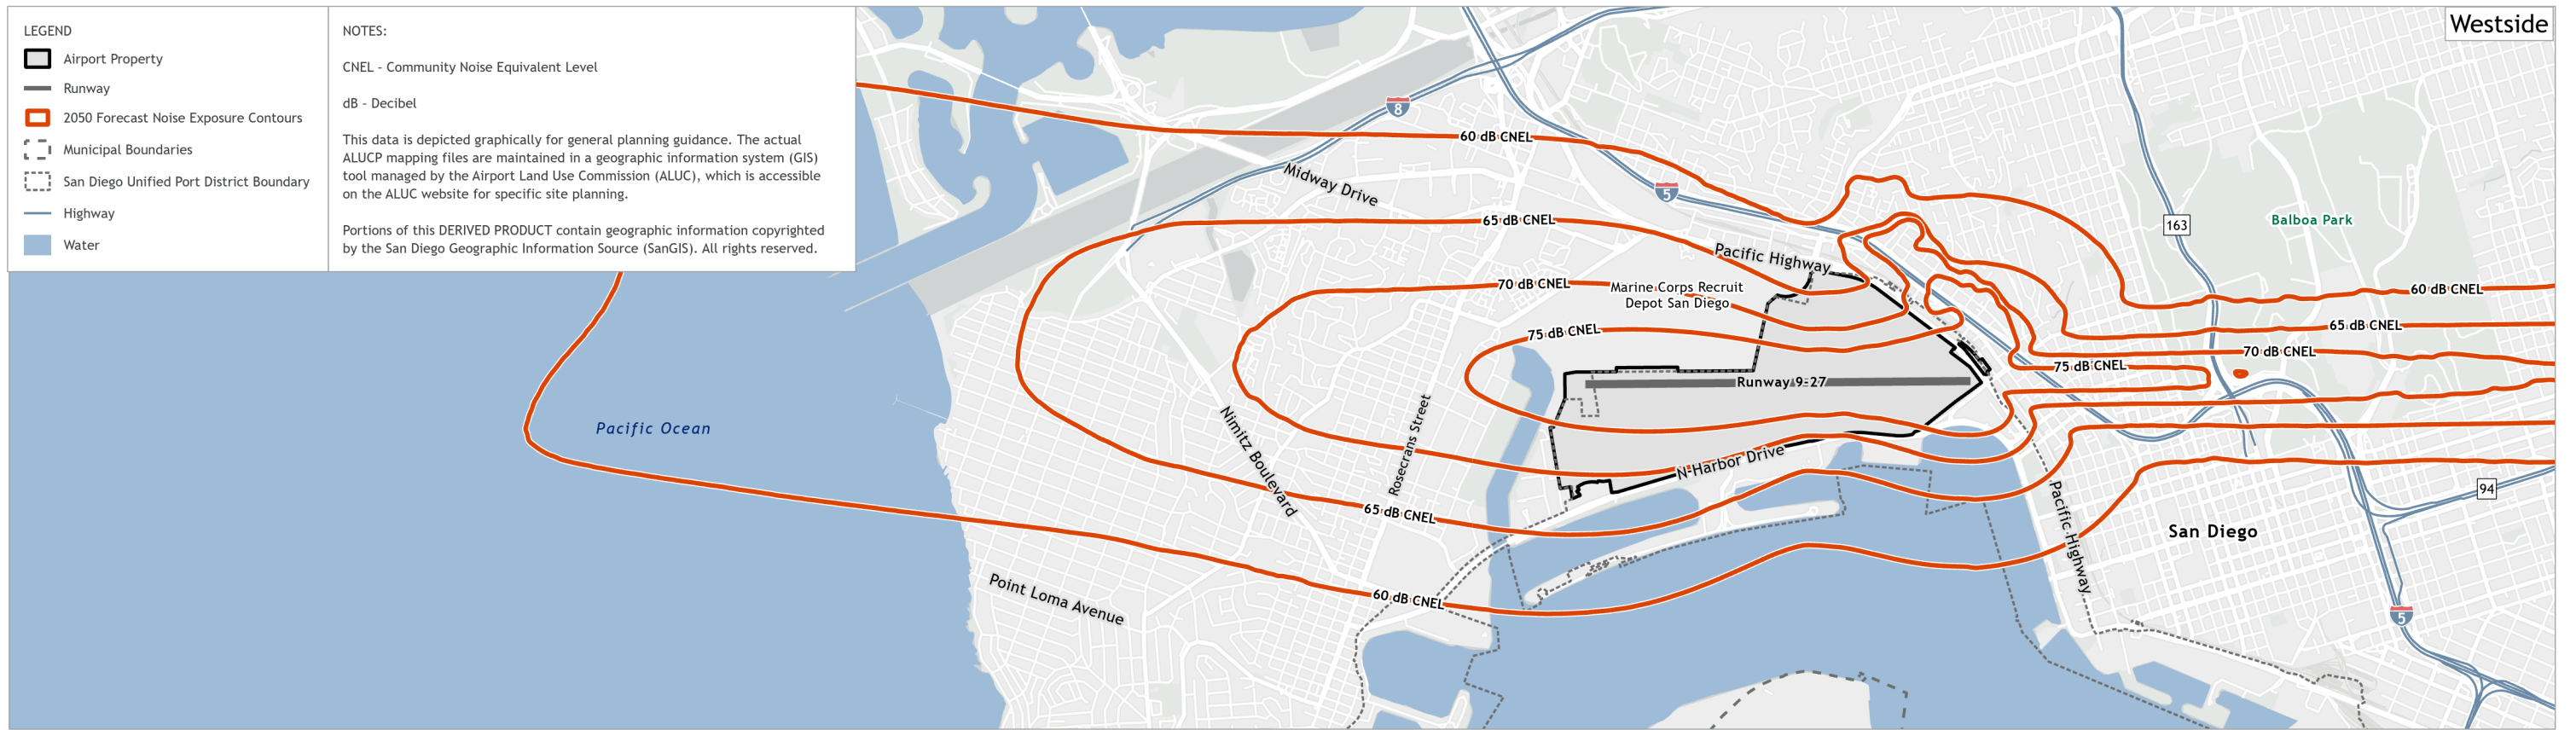 Westside
LEGEND
Airport Property
Runway
2050 Forecast Noise Exposure Contours
Municipal Boundaries
San Diego Unified Port District Boundary
Highway
Water
NOTES:
CNEL - Community Noise Equivalent Level
dB - Decibel
This data is depicted graphically for general planning guidance. The actual
ALUCP mapping files are maintained in a geographic information system (GIS)
tool managed by the Airport Land Use Commission (ALUC), which is accessible
on the ALUC website for specific site planning.
Portions of this DERIVED PRODUCT contain geographic information copyrighted
by the San Diego Geographic Information Source (SanGIS). All rights reserved.
8
60 dB CNEL
Midway Drive
5
65 dB CNEL
163
Balboa Park
Pacific Highway
70 dB CNEL
Marine Corps Recruit
Depot San Diego
60 dB CNEL
75 dB CNEL
65 dB CNEL
70 dB CNEL
75 dB CNEL
Runway 9-27
Pacific Ocean
Nimitz Boulevard
Rosecrans Street
N Harbor Drive
94
65 dB CNEL
Pacific Highway
San Diego
60 dB CNEL
Point Loma Avenue
5